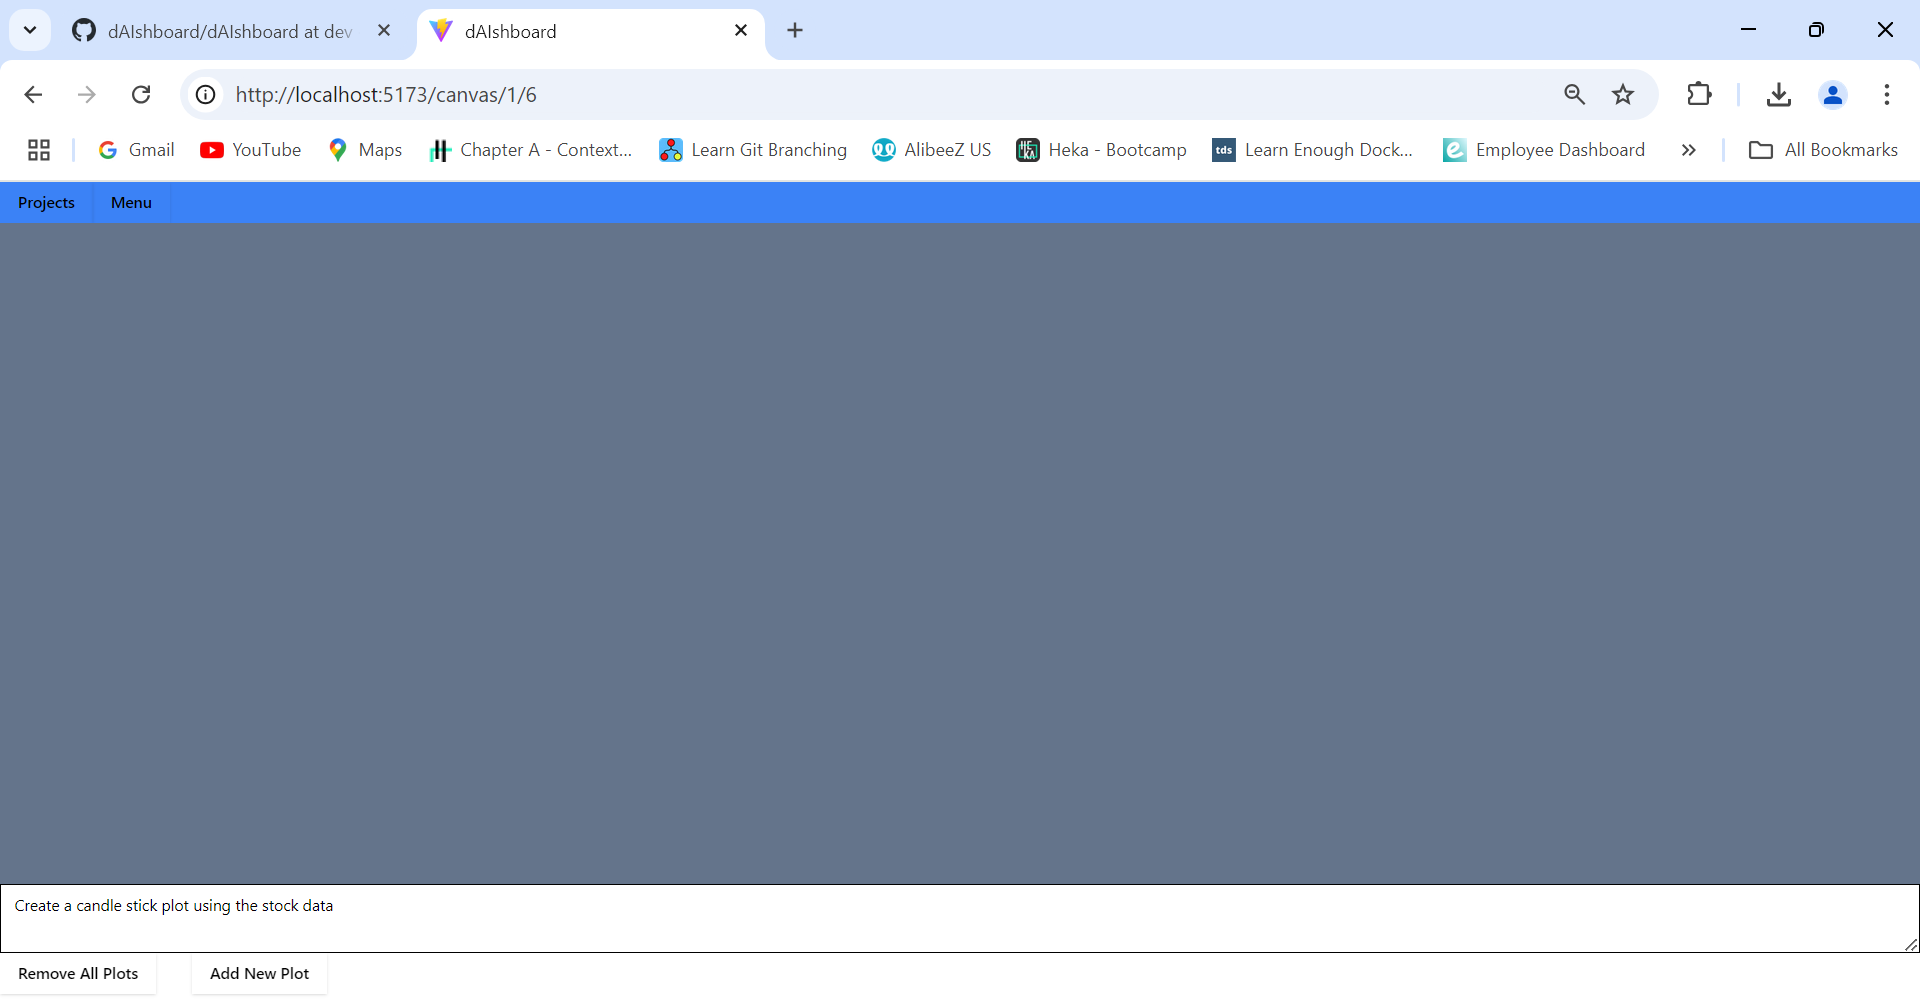 dAIshboard/dAIshboard at dev
dAIshboard
http://localhost:5173/canvas/1/6
Gmail
YouTube
Maps
Chapter A - Context...
Learn Git Branching
AlibeeZ US
HEKA
Heka - Bootcamp
tds
Learn Enough Dock...
Employee Dashboard
All Bookmarks
Projects
Menu
Create a candle stick plot using the stock data
Remove All Plots
Add New Plot